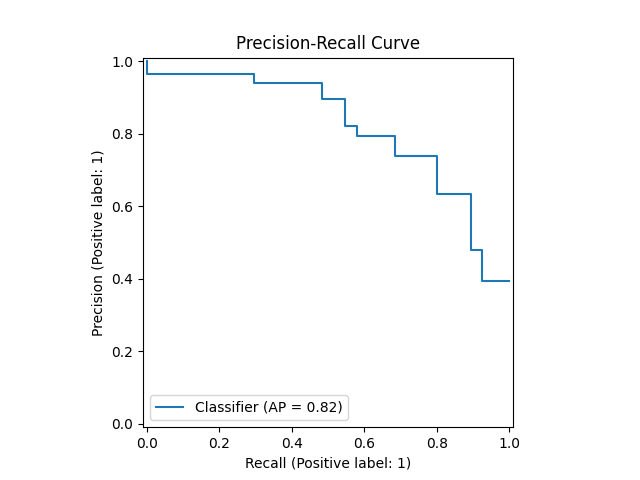 Precision-Recall Curve
Precision (Positive label: 1)
1.0
0.8
0.6
0.4
0.2
0.0
Classifier (AP = 0.82)
0.0 0.2 0.4 0.6 0.8 1.0
Recall (Positive label: 1)